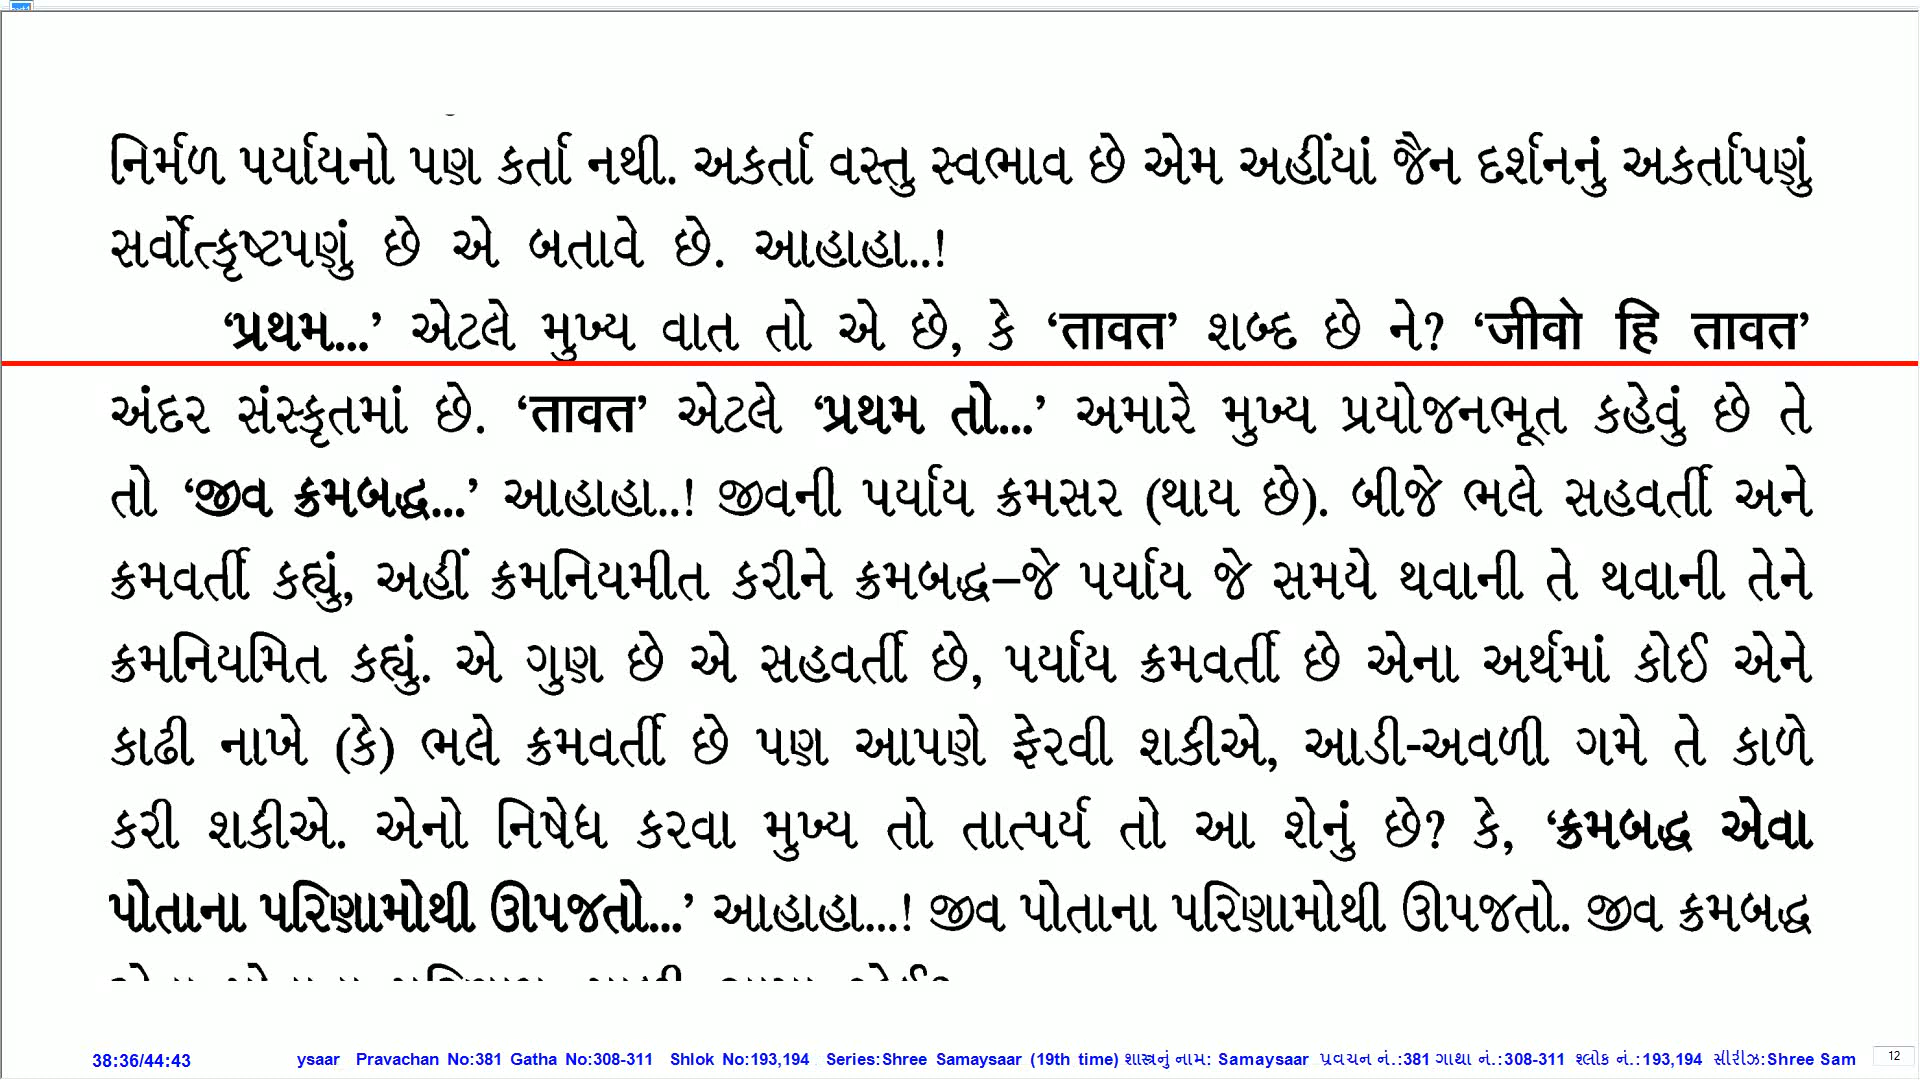 નિર્મળ પર્યાયનો પણ કર્તા નથી. અકર્તા વસ્તુ સ્વભાવ છે એમ અહીંયાં જૈન દર્શનનું અકર્તાપણું
સર્વોત્કૃષ્ટપણું છે એ બતાવે છે. આહાહા..!
‘પ્રથમ...’ એટલે મુખ્ય વાત તો એ છે, કે ‘તાવત’ શબ્દ છે ને? ‘जीवो हि तावत’
અંદર સંસ્કૃતમાં છે. ‘તાવત’ એટલે ‘પ્રથમ તો...’ અમારે મુખ્ય પ્રયોજનભૂત કહેવું છે તે
તો ‘જીવ ક્રમબદ્ધ...’ આહાહા..! જીવની પર્યાય ક્રમસર (થાય છે). બીજે ભલે સહવર્તી અને
ક્રમવર્તી કહ્યું, અહીં ક્રમનિયમીત કરીને ક્રમબદ્ધ–જે પર્યાય જે સમયે થવાની તે થવાની તેને
ક્રમનિયમિત કહ્યું. એ ગુણ છે એ સહવર્તી છે, પર્યાય ક્રમવર્તી છે એના અર્થમાં કોઈ એને
કાઢી નાખે (કે) ભલે ક્રમવર્તી છે પણ આપણે ફેરવી શકીએ, આડી-અવળી ગમે તે કાળે
કરી શકીએ. એનો નિષેધ કરવા મુખ્ય તો તાત્પર્ય તો આ શેનું છે? કે, ‘ક્રમબદ્ધ એવા
પોતાના પરિણામોથી ઊપજતો...’ આહાહા...! જીવ પોતાના પરિણામોથી ઊપજતો. જીવ ક્રમબદ્ધ
38:36/44:43 ysaar Pravachan No:381 Gatha No:308-311 Shlok No:193,194 Series:Shree Samaysaar (19th time) શાસ્ત્રનું નામ: Samaysaar પ્રવચન નં.:381 ગાથા નં.:308-311 શ્લોક નં.:193,194 સીરીઝ:Shree Sam 12